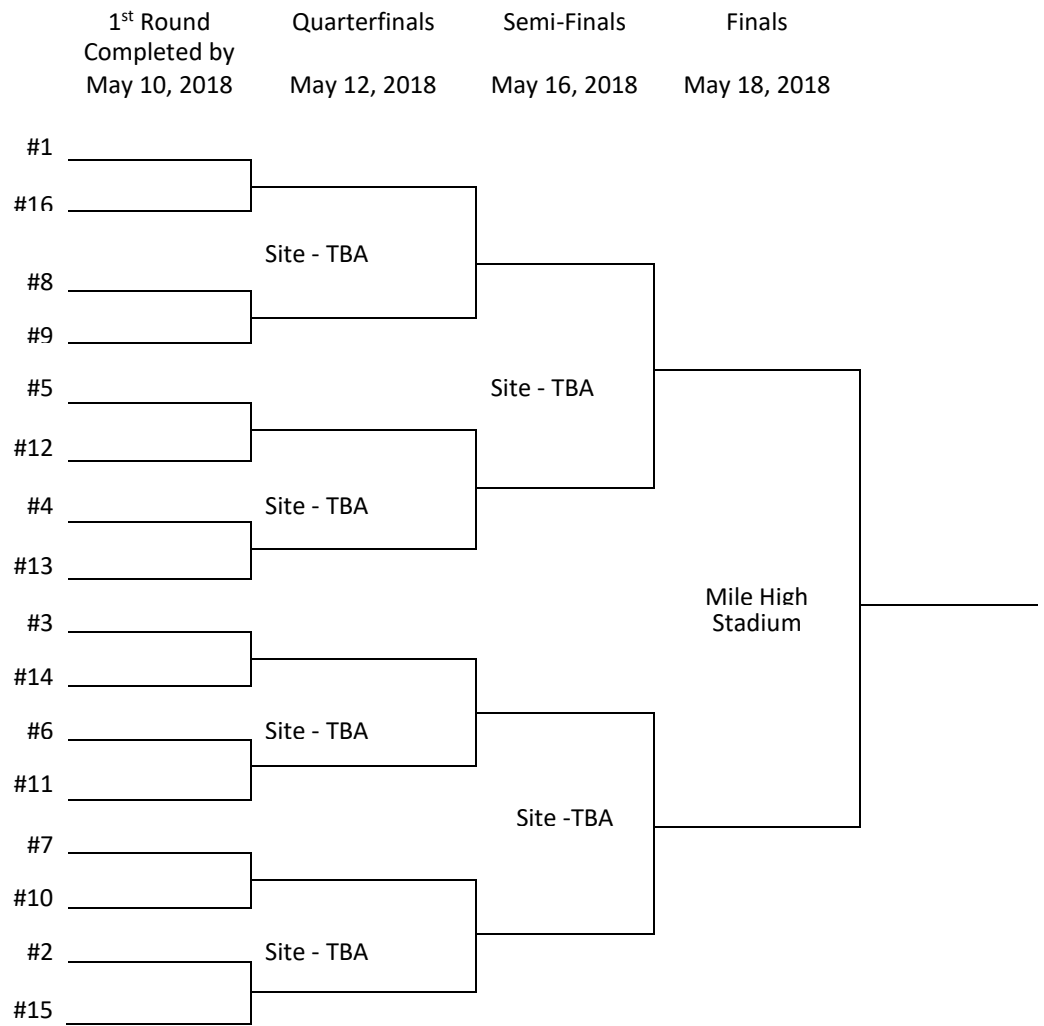 1st Round Quarterfinals Semi-Finals Finals
Completed by
May 10, 2018 May 12, 2018 May 16, 2018 May 18, 2018
#1
#16
Site - TBA
#8
#9
#5
Site - TBA
#12
#4
Site - TBA
#13
Mile High
Stadium
#3
#14
#6
Site - TBA
#11
Site -TBA
#7
#10
#2
Site - TBA
#15